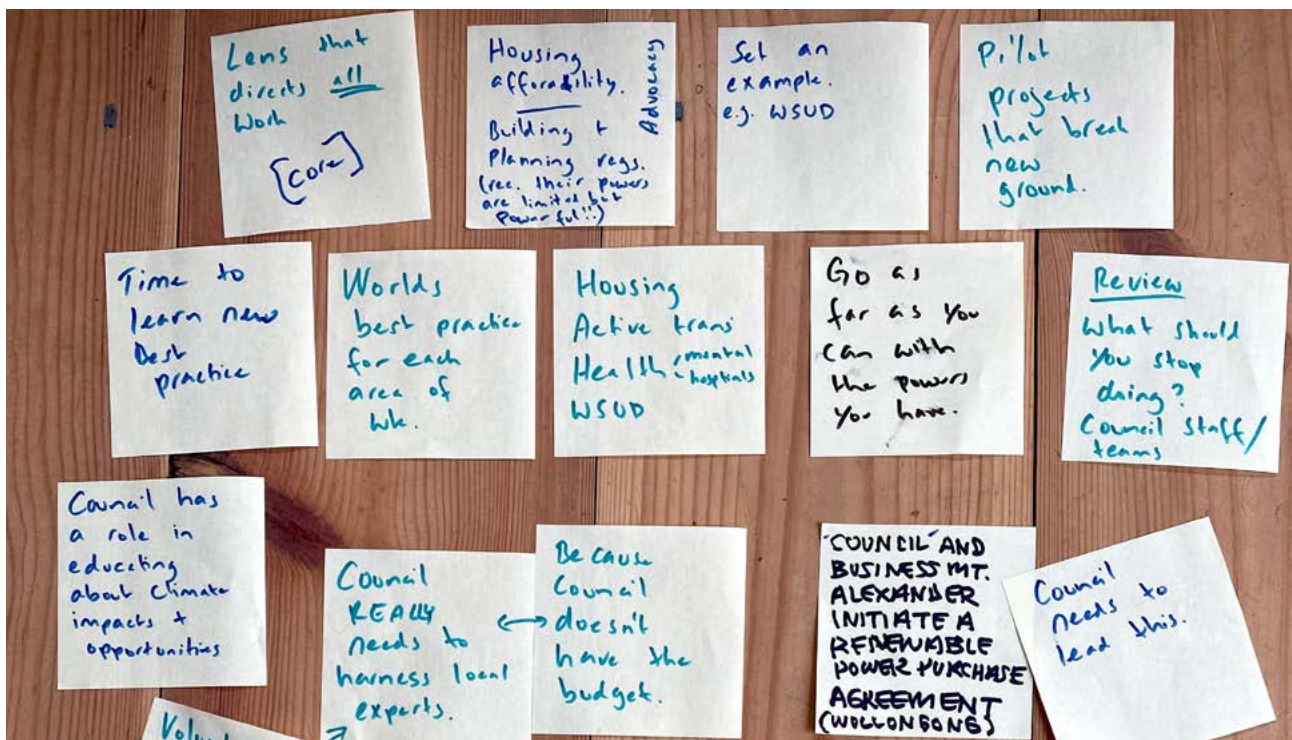 Lens that
directs all
work
[core]
Housing
afforadility.
Building +
Planning regs.
(rec. their powers
are limited but
powerful!!)
Advocacy
Set an
example.
e.g. WSUD
Pilot
projects
that break
new
ground.
Time to
learn new
Best
practice
Worlds
best practice
for each
area of
wk.
Housing
Active trans
Health - mental
- hospitals
WSUD
Go as
far as you
can with
the powers
you have.
Review
What should
you stop
doing?
Council staff/
teams
Council has
a role in
educating
about climate
impacts +
opportunities
Council
REALLY
needs to
harness local
experts.
Because
Council
doesn't
have the
budget.
"COUNCIL" AND
BUSINESS MT.
ALEXANDER
INITIATE A
RENEWABLE
POWER PURCHASE
AGREEMENT
(WOLLONGONG)
Council
needs to
lead this.